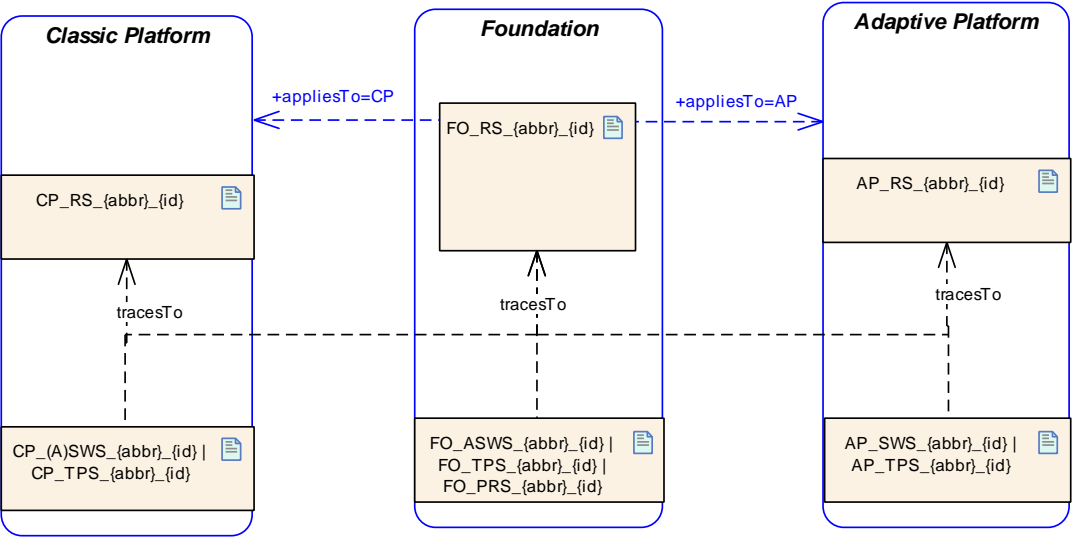 Classic Platform
Foundation
Adaptive Platform
+appliesTo=CP
+appliesTo=AP
FO_RS_{abbr}_{id}
CP_RS_{abbr}_{id}
AP_RS_{abbr}_{id}
tracesTo
tracesTo
tracesTo
CP_(A)SWS_{abbr}_{id} |
CP_TPS_{abbr}_{id}
FO_ASWS_{abbr}_{id} |
FO_TPS_{abbr}_{id} |
FO_PRS_{abbr}_{id}
AP_SWS_{abbr}_{id} |
AP_TPS_{abbr}_{id}